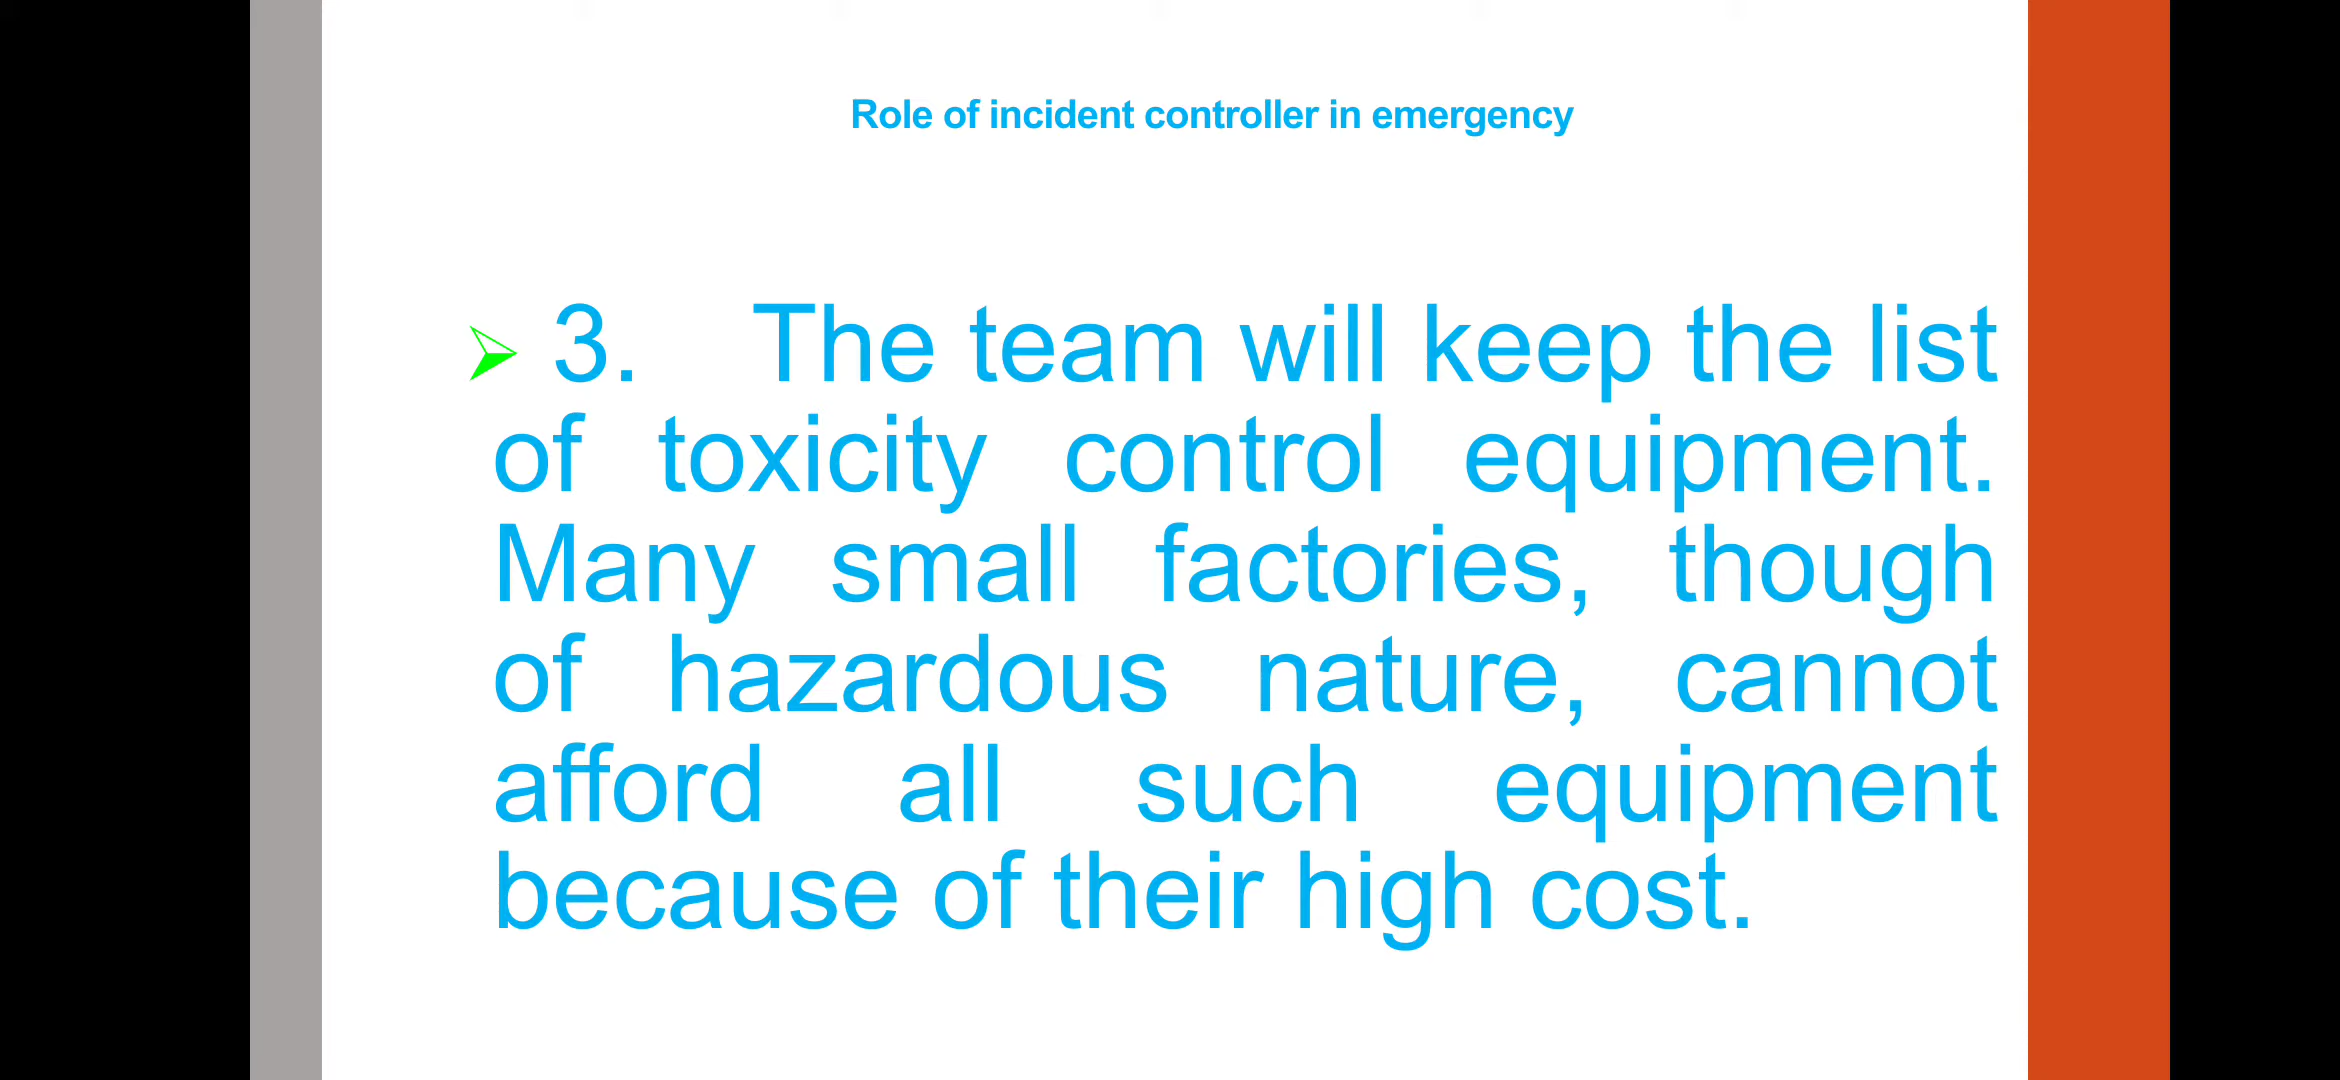 Role of incident controller in emergency
3. The team will keep the list
of toxicity control equipment.
Many small factories, though
of hazardous nature, cannot
afford all such equipment
because of their high cost.